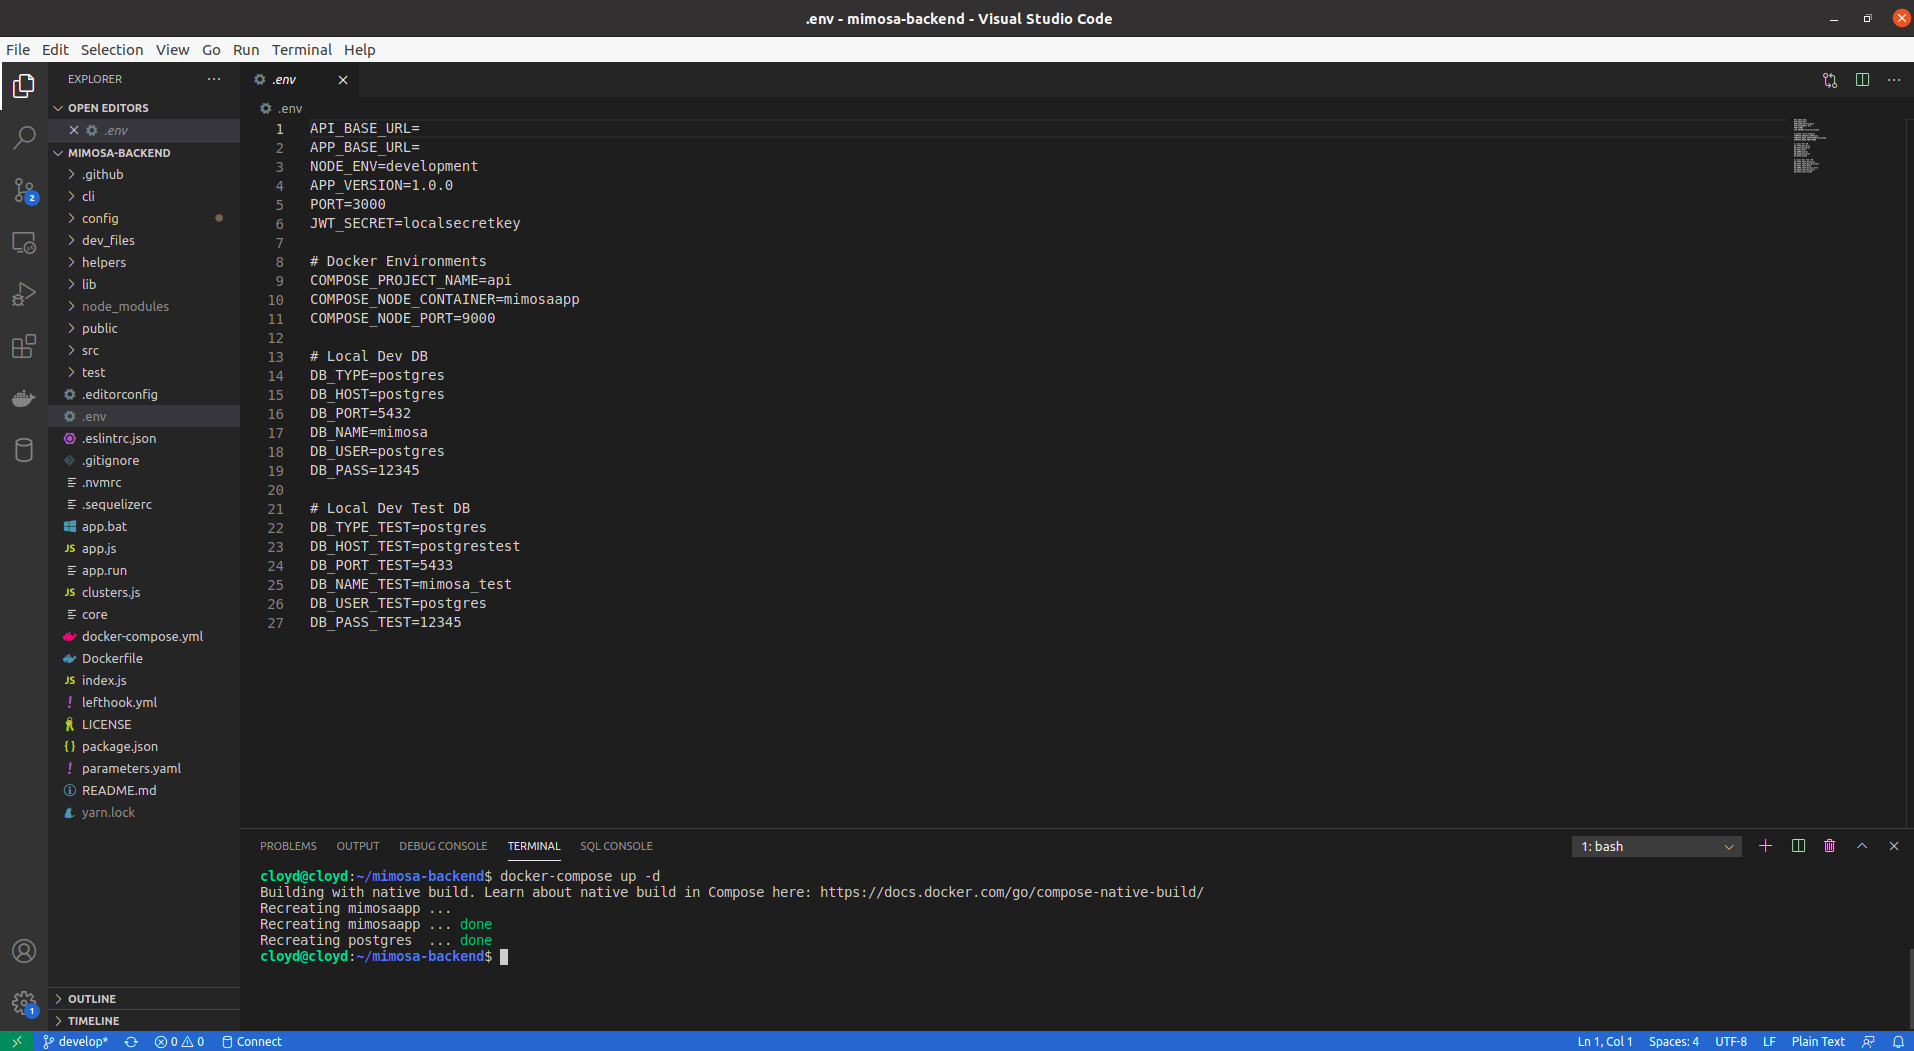 .env - mimosa-backend - Visual Studio Code
File Edit Selection View Go Run Terminal Help
EXPLORER
OPEN EDITORS
.env
MIMOSA-BACKEND
.github
cli
config
dev_files
helpers
lib
node_modules
public
src
test
.editorconfig
.env
.eslintrc.json
.gitignore
.nvmrc
.sequelizerc
app.bat
JS app.js
app.run
JS clusters.js
core
docker-compose.yml
Dockerfile
JS index.js
! lefthook.yml
LICENSE
{ } package.json
! parameters.yaml
README.md
yarn.lock
OUTLINE
TIMELINE
2
1
.env
.env
1 API_BASE_URL=
2 APP_BASE_URL=
3 NODE_ENV=development
4 APP_VERSION=1.0.0
5 PORT=3000
6 JWT_SECRET=localsecretkey
7
8 # Docker Environments
9 COMPOSE_PROJECT_NAME=api
10 COMPOSE_NODE_CONTAINER=mimosaapp
11 COMPOSE_NODE_PORT=9000
12
13 # Local Dev DB
14 DB_TYPE=postgres
15 DB_HOST=postgres
16 DB_PORT=5432
17 DB_NAME=mimosa
18 DB_USER=postgres
19 DB_PASS=12345
20
21 # Local Dev Test DB
22 DB_TYPE_TEST=postgres
23 DB_HOST_TEST=postgrestest
24 DB_PORT_TEST=5433
25 DB_NAME_TEST=mimosa_test
26 DB_USER_TEST=postgres
27 DB_PASS_TEST=12345
PROBLEMS OUTPUT DEBUG CONSOLE TERMINAL SQL CONSOLE
1: bash
cloyd@cloyd:~/mimosa-backend$ docker-compose up -d
Building with native build. Learn about native build in Compose here: https://docs.docker.com/go/compose-native-build/
Recreating mimosaapp ...
Recreating mimosaapp ... done
Recreating postgres  ... done
cloyd@cloyd:~/mimosa-backend$
develop* 0 0 Connect
Ln 1, Col 1 Spaces: 4 UTF-8 LF Plain Text